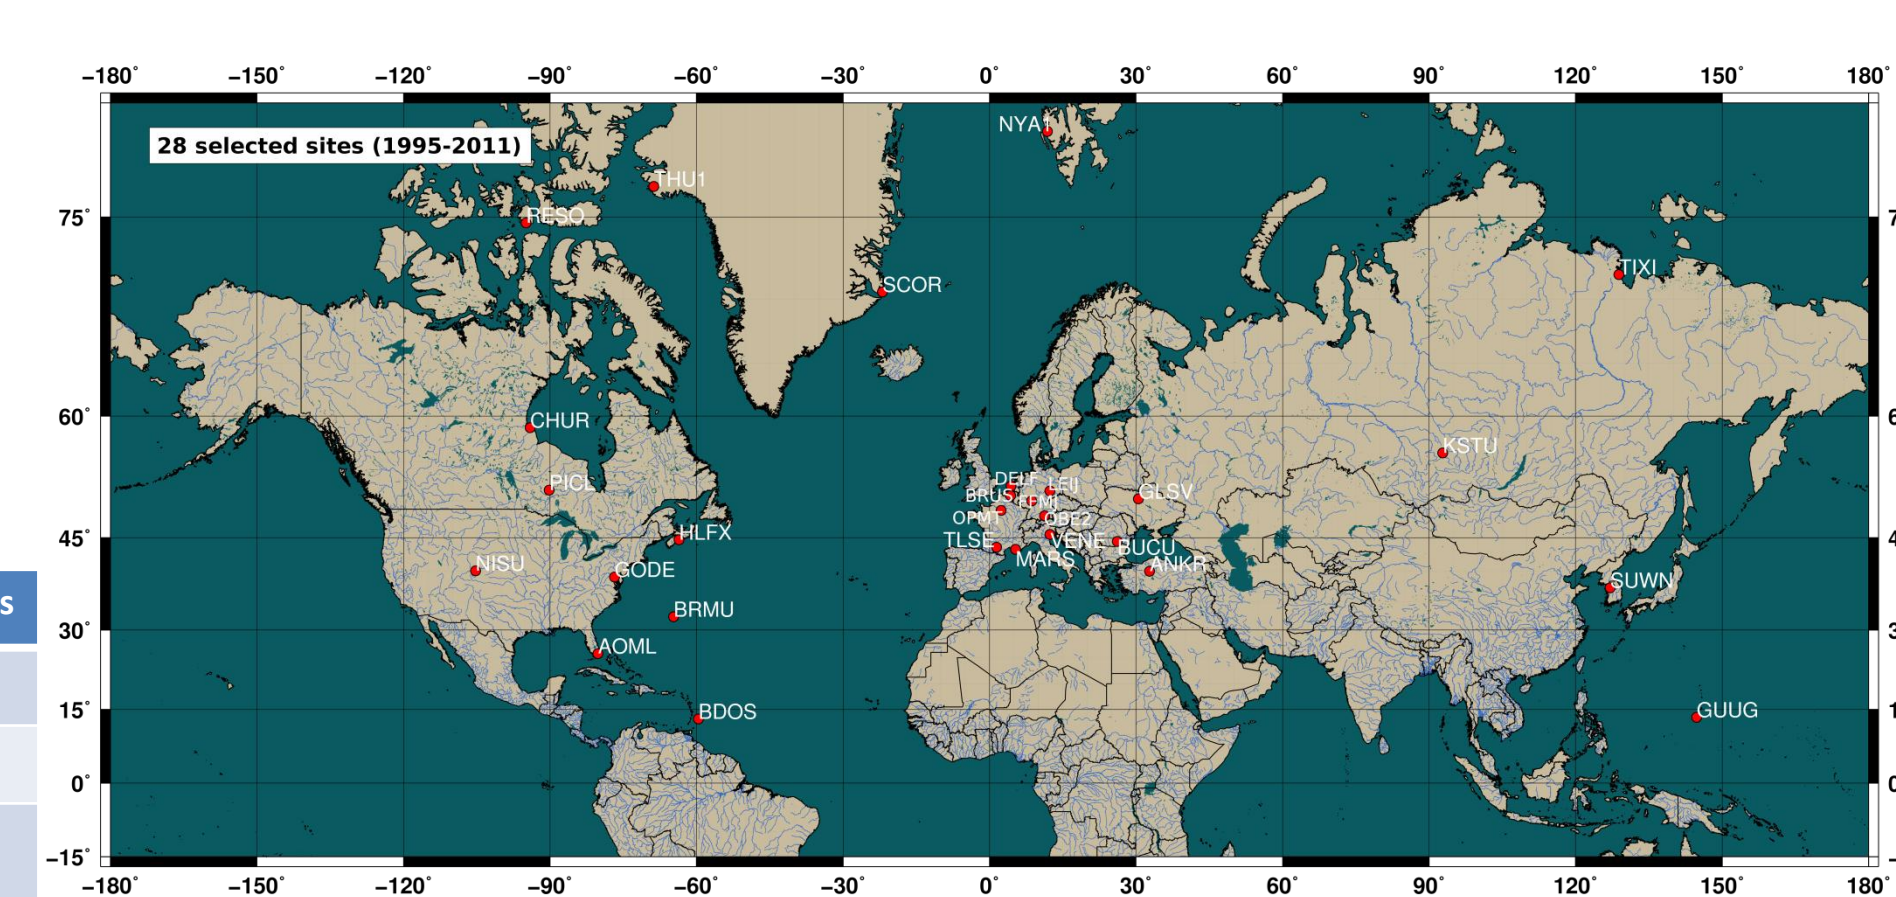 −180° −150° −120° −90° −60° −30° 0° 30° 60° 90° 120° 150° 180°
28 selected sites (1995-2011)
NYA1
THU1
75°
RESO
TIXI
SCOR
60°
CHUR
KSTU
PICL
DELF
LEIJ
BRUS
GLSV
OPMT
OBE2
HLFX
45°
TLSE
VENE
BUCU
MARS
NISU
GODE
ANKR
SUWN
s
BRMU
30°
AOML
15°
BDOS
GUUG
0°
−15°
−180° −150° −120° −90° −60° −30° 0° 30° 60° 90° 120° 150° 180°